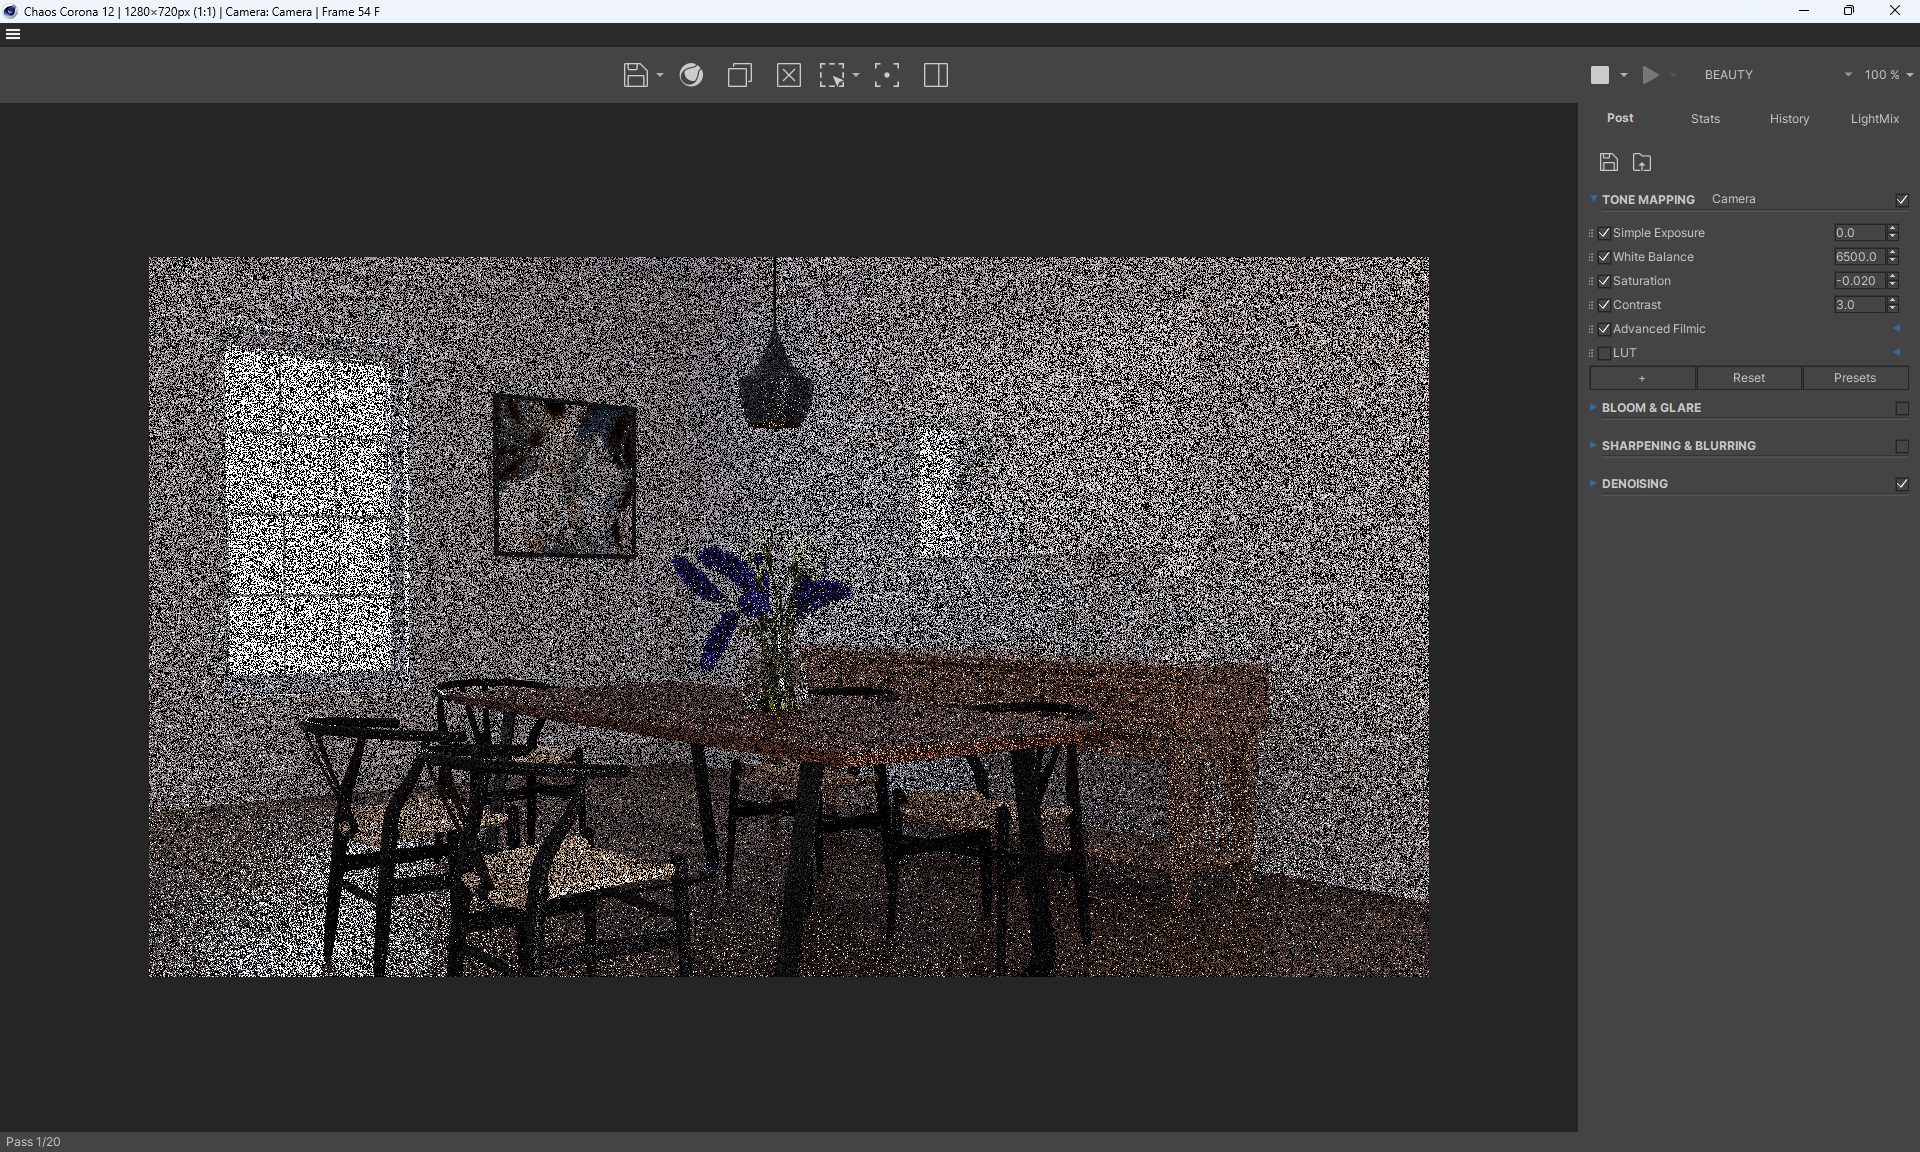 Chaos Corona 12 | 1280×720px (1:1) | Camera: Camera | Frame 54 F
BEAUTY
100 %
Post
Stats
History
LightMix
TONE MAPPING Camera
Simple Exposure 0.0
White Balance 6500.0
Saturation -0.020
Contrast 3.0
Advanced Filmic
LUT
+
Reset
Presets
BLOOM & GLARE
SHARPENING & BLURRING
DENOISING
Pass 1/20